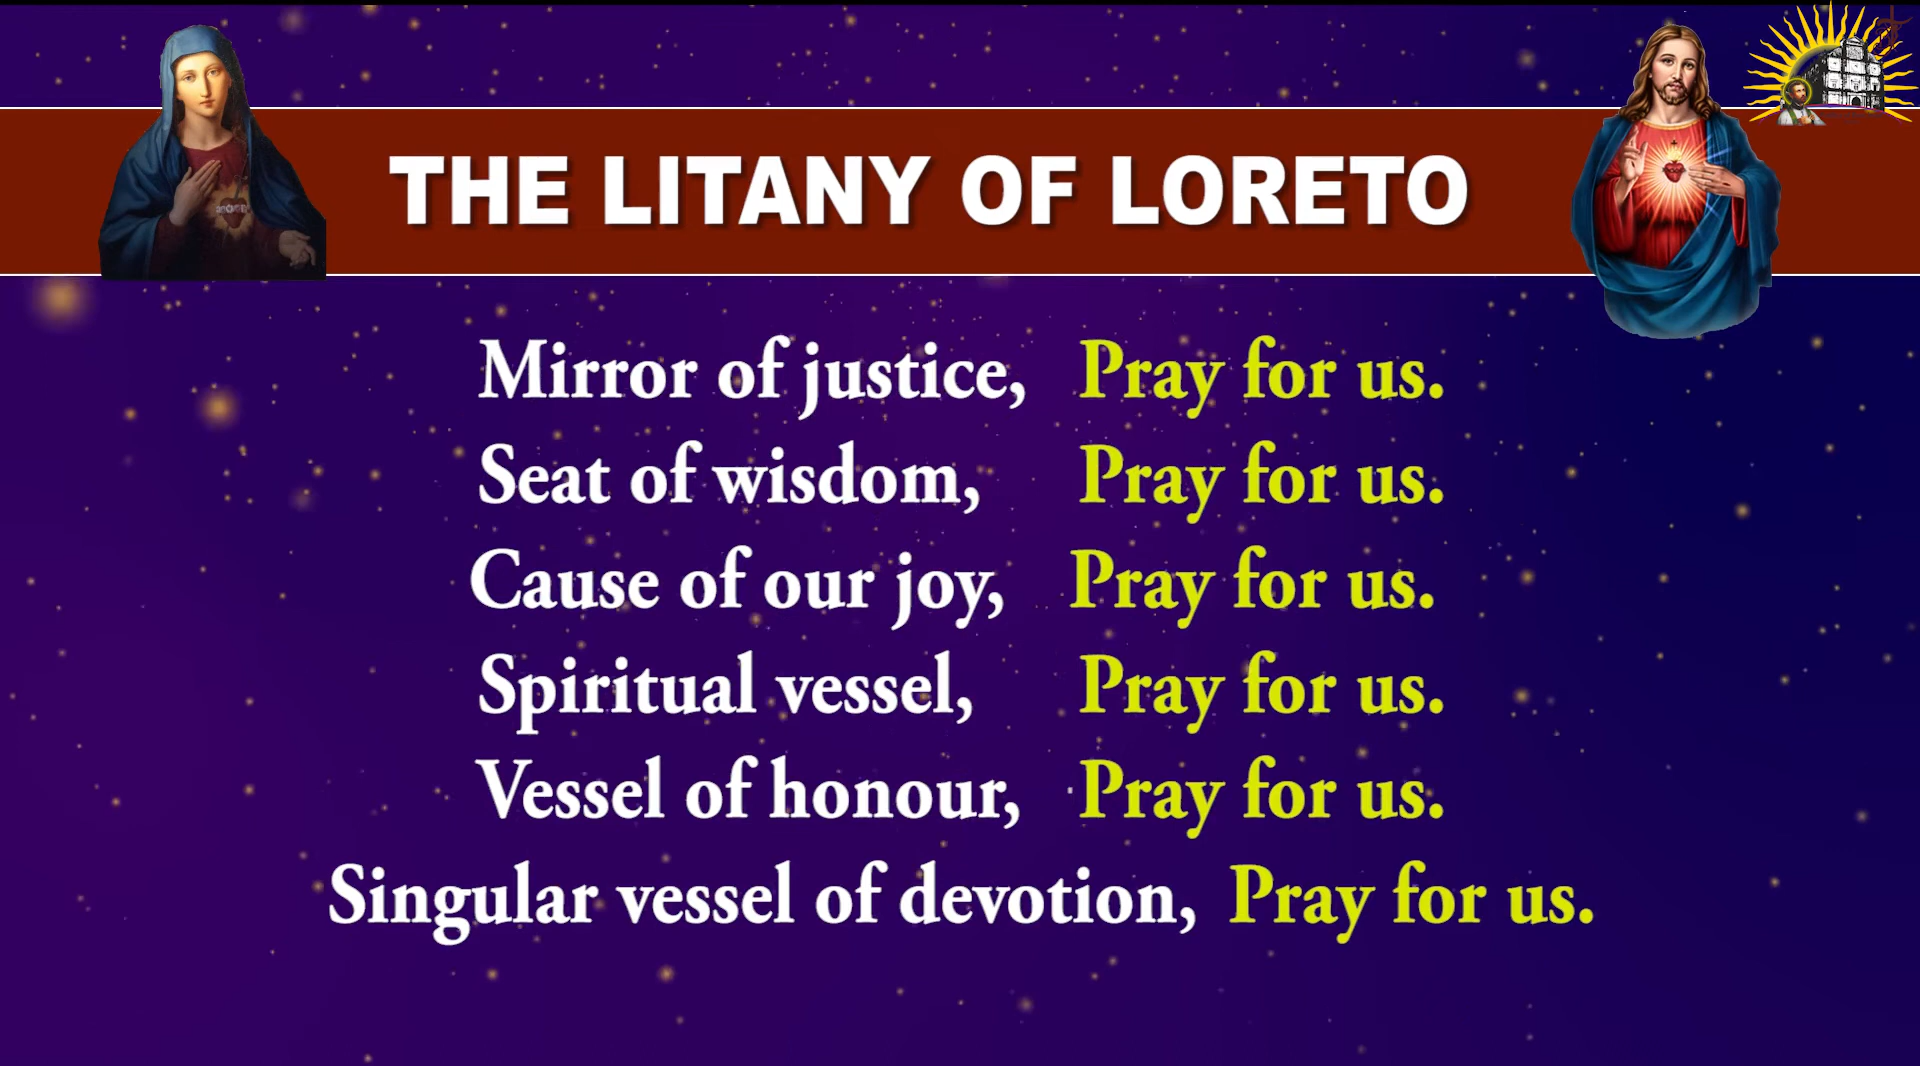 THE LITANY OF LORETO
Mirror of justice, Pray for us.
Seat of wisdom, Pray for us.
Cause of our joy, Pray for us.
Spiritual vessel, Pray for us.
Vessel of honour, Pray for us.
Singular vessel of devotion, Pray for us.